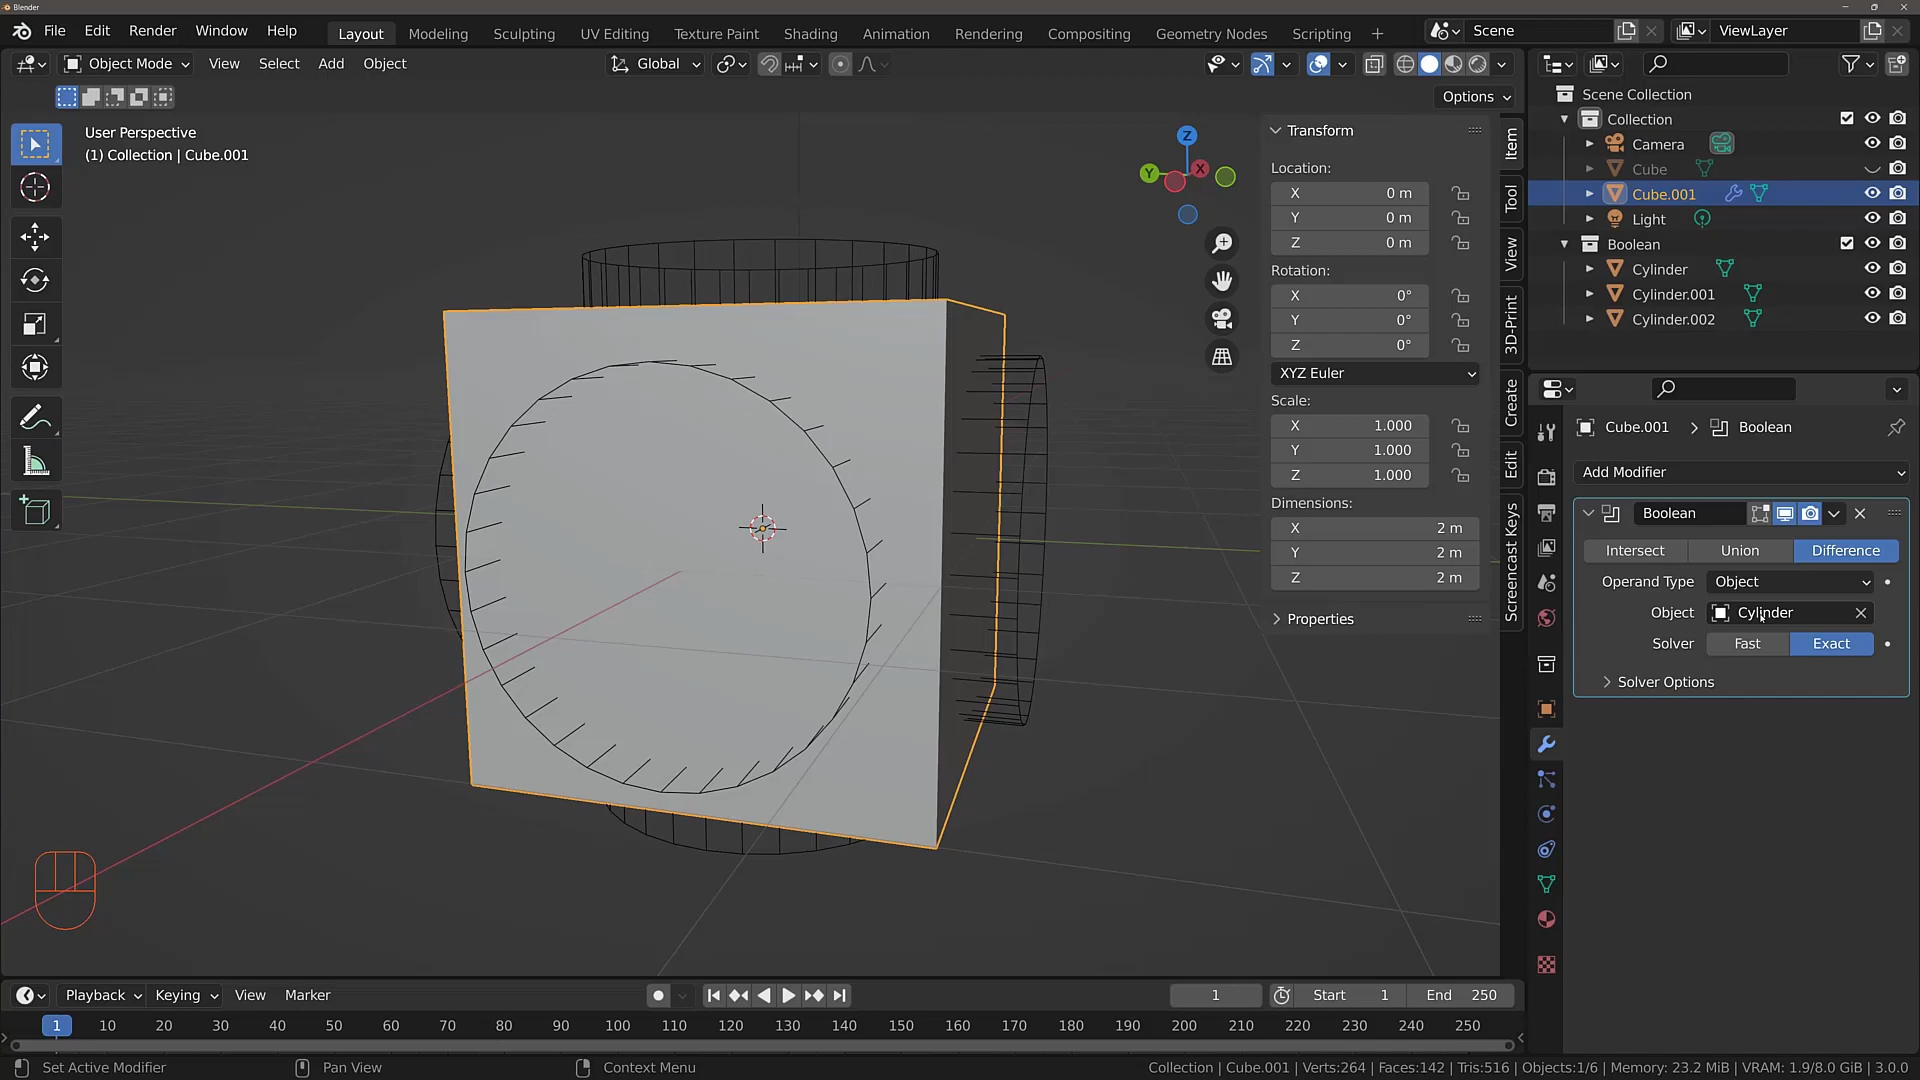 Blender
File Edit Render Window Help
Layout Modeling Sculpting UV Editing Texture Paint Shading Animation Rendering Compositing Geometry Nodes Scripting +
Scene ViewLayer
Object Mode View Select Add Object
Global
Options
User Perspective
(1) Collection | Cube.001
Z
Y
X
Transform
Location:
X 0 m
Y 0 m
Z 0 m
Rotation:
X 0°
Y 0°
Z 0°
XYZ Euler
Scale:
X 1.000
Y 1.000
Z 1.000
Dimensions:
X 2 m
Y 2 m
Z 2 m
Properties
Item
Tool
View
3D-Print
Create
Edit
Screencast Keys
Scene Collection
Collection
Camera
Cube
Cube.001
Light
Boolean
Cylinder
Cylinder.001
Cylinder.002
Cube.001 Boolean
Add Modifier
Boolean
Intersect Union Difference
Operand Type Object
Object Cylinder
Solver Fast Exact
Solver Options
Playback Keying View Marker
1 Start 1 End 250
1 10 20 30 40 50 60 70 80 90 100 110 120 130 140 150 160 170 180 190 200 210 220 230 240 250
Set Active Modifier Pan View Context Menu
Collection | Cube.001 | Verts:264 | Faces:142 | Tris:516 | Objects:1/6 | Memory: 23.2 MiB | VRAM: 1.9/8.0 GiB | 3.0.0